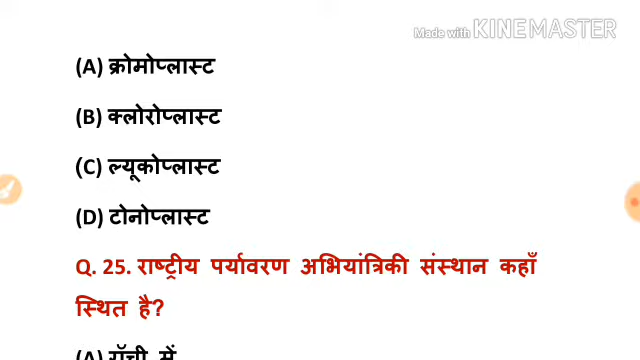 Made with KINEMASTER
(A) क्रोमोप्लास्ट
(B) क्लोरोप्लास्ट
(C) ल्यूकोप्लास्ट
(D) टोनोप्लास्ट
Q. 25. राष्ट्रीय पर्यावरण अभियांत्रिकी संस्थान कहाँ
स्थित है?
(A) राँची में